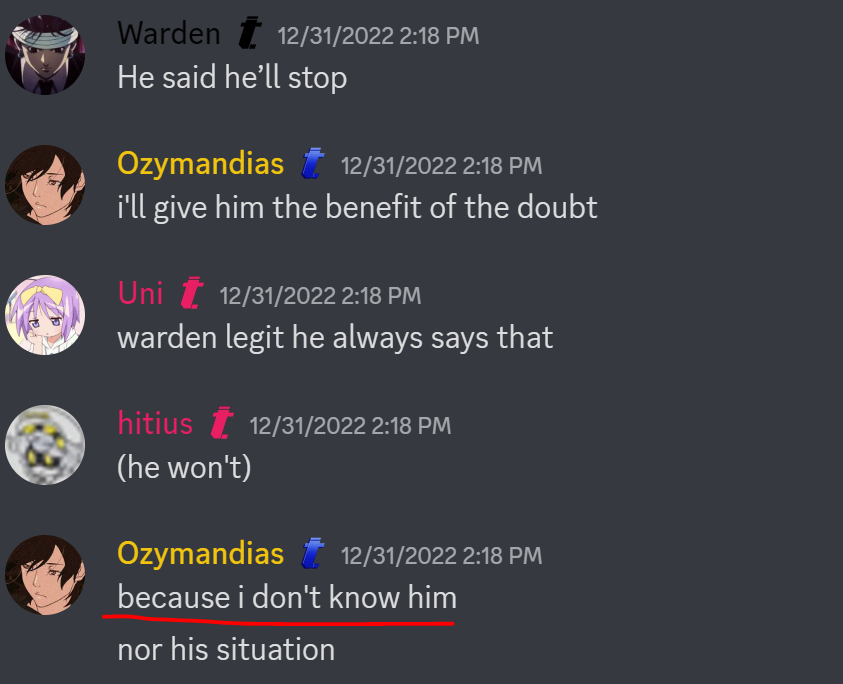 Warden t 12/31/2022 2:18 PM
He said he’ll stop
Ozymandias t 12/31/2022 2:18 PM
i'll give him the benefit of the doubt
Uni t 12/31/2022 2:18 PM
warden legit he always says that
hitius t 12/31/2022 2:18 PM
(he won't)
Ozymandias t 12/31/2022 2:18 PM
because i don't know him
nor his situation